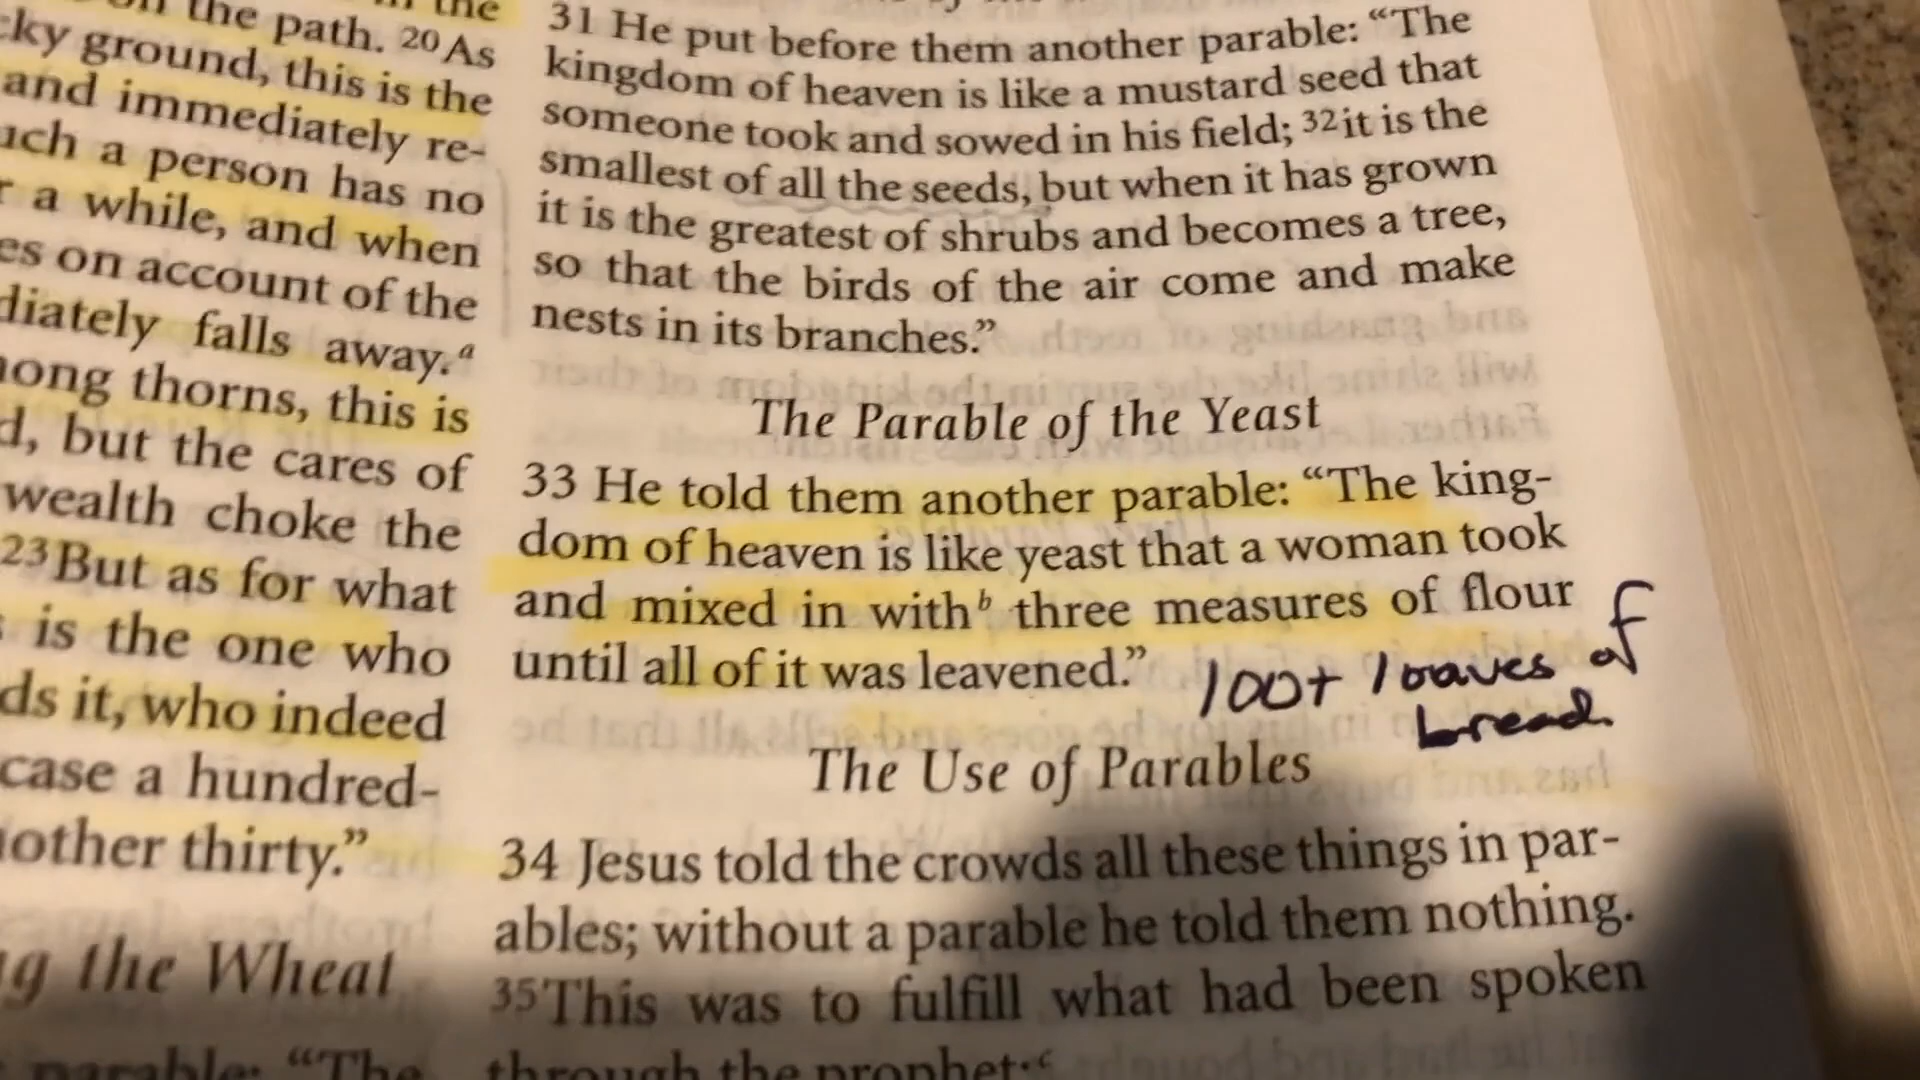 the path. 20 As
ky ground, this is the
and immediately re-
a person has no
a while, and when
on account of the
falls away.a
thorns, this is
but the cares of
wealth choke the
23 But as for what
is the one who
it, who indeed
case a hundred-
thirty.”
the Wheat
parable: “The
31 He put before them another parable: “The
kingdom of heaven is like a mustard seed that
someone took and sowed in his field; 32 it is the
smallest of all the seeds, but when it has grown
it is the greatest of shrubs and becomes a tree,
so that the birds of the air come and make
nests in its branches.”
The Parable of the Yeast
33 He told them another parable: “The king-
dom of heaven is like yeast that a woman took
and mixed in with b three measures of flour
until all of it was leavened.”
100+ loaves of
bread.
The Use of Parables
34 Jesus told the crowds all these things in par-
ables; without a parable he told them nothing.
35 This was to fulfill what had been spoken
through the prophet: c